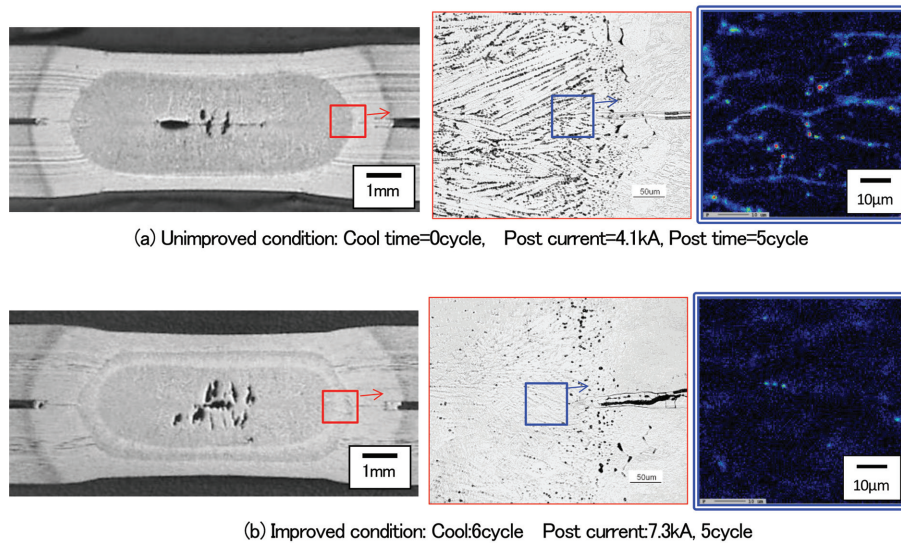 1mm
50um
10μm
(a) Unimproved condition: Cool time=0cycle, Post current=4.1kA, Post time=5cycle
1mm
50um
10μm
(b) Improved condition: Cool:6cycle Post current:7.3kA, 5cycle